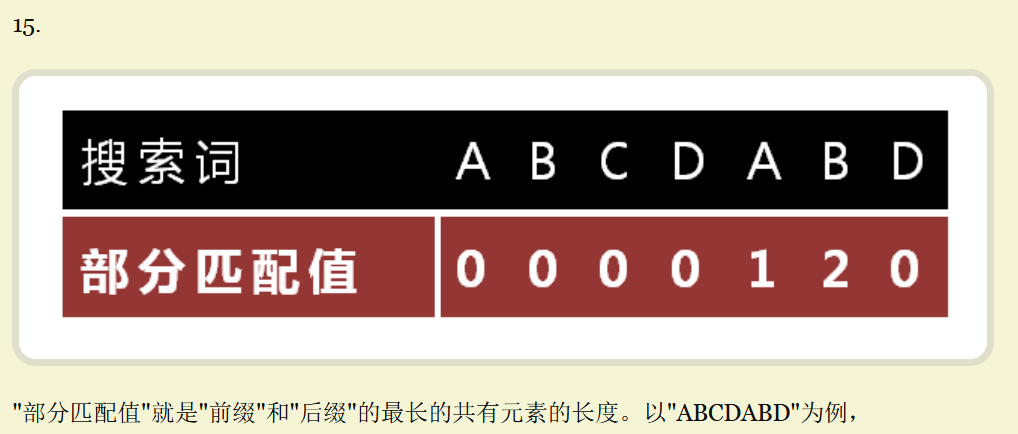 15.
搜索词 A B C D A B D
部分匹配值 0 0 0 0 1 2 0
"部分匹配值"就是"前缀"和"后缀"的最长的共有元素的长度。以"ABCDABD"为例，